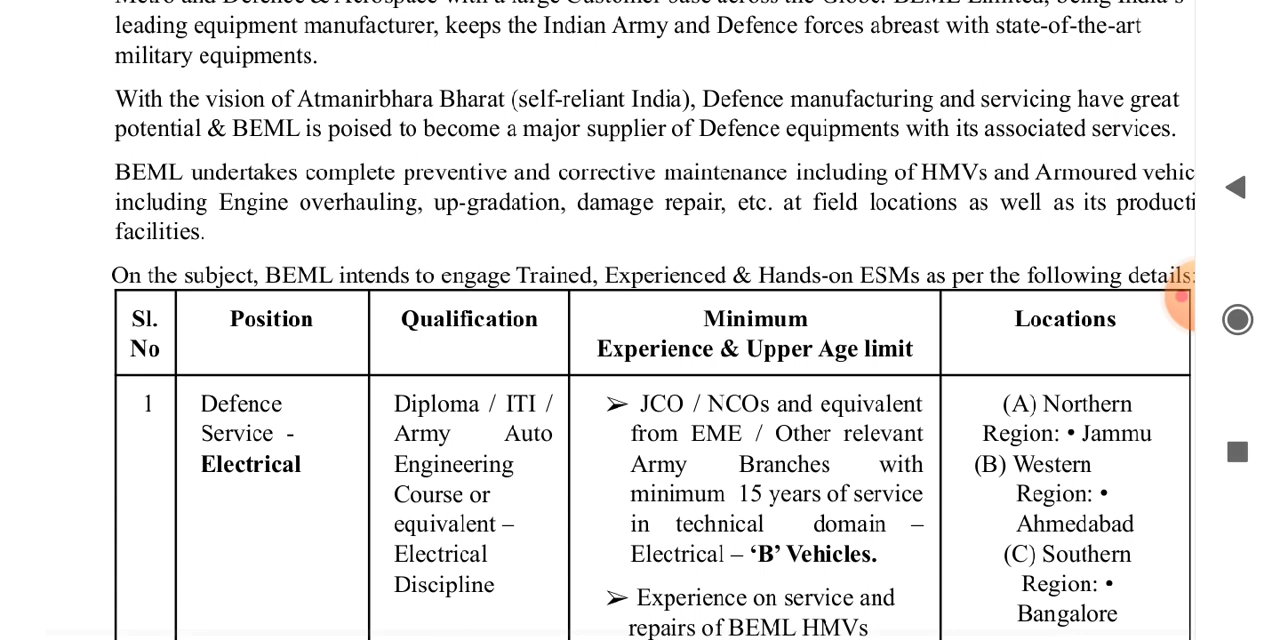 leading equipment manufacturer, keeps the Indian Army and Defence forces abreast with state-of-the-art
military equipments.
With the vision of Atmanirbhara Bharat (self-reliant India), Defence manufacturing and servicing have great
potential & BEML is poised to become a major supplier of Defence equipments with its associated services.
BEML undertakes complete preventive and corrective maintenance including of HMVs and Armoured vehic
including Engine overhauling, up-gradation, damage repair, etc. at field locations as well as its producti
facilities.
On the subject, BEML intends to engage Trained, Experienced & Hands-on ESMs as per the following details:
Sl. No
Position
Qualification
Minimum
Experience & Upper Age limit
Locations
1
Defence
Service -
Electrical
Diploma / ITI /
Army Auto
Engineering
Course or
equivalent –
Electrical
Discipline
➢ JCO / NCOs and equivalent
from EME / Other relevant
Army Branches with
minimum 15 years of service
in technical domain –
Electrical – ‘B’ Vehicles.
➢ Experience on service and
repairs of BEML HMVs
(A) Northern
Region: • Jammu
(B) Western
Region: •
Ahmedabad
(C) Southern
Region: •
Bangalore